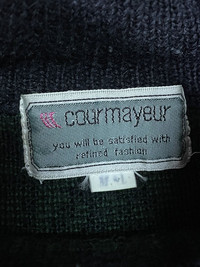 courmayeur
you will be satisfied with
refined fashion